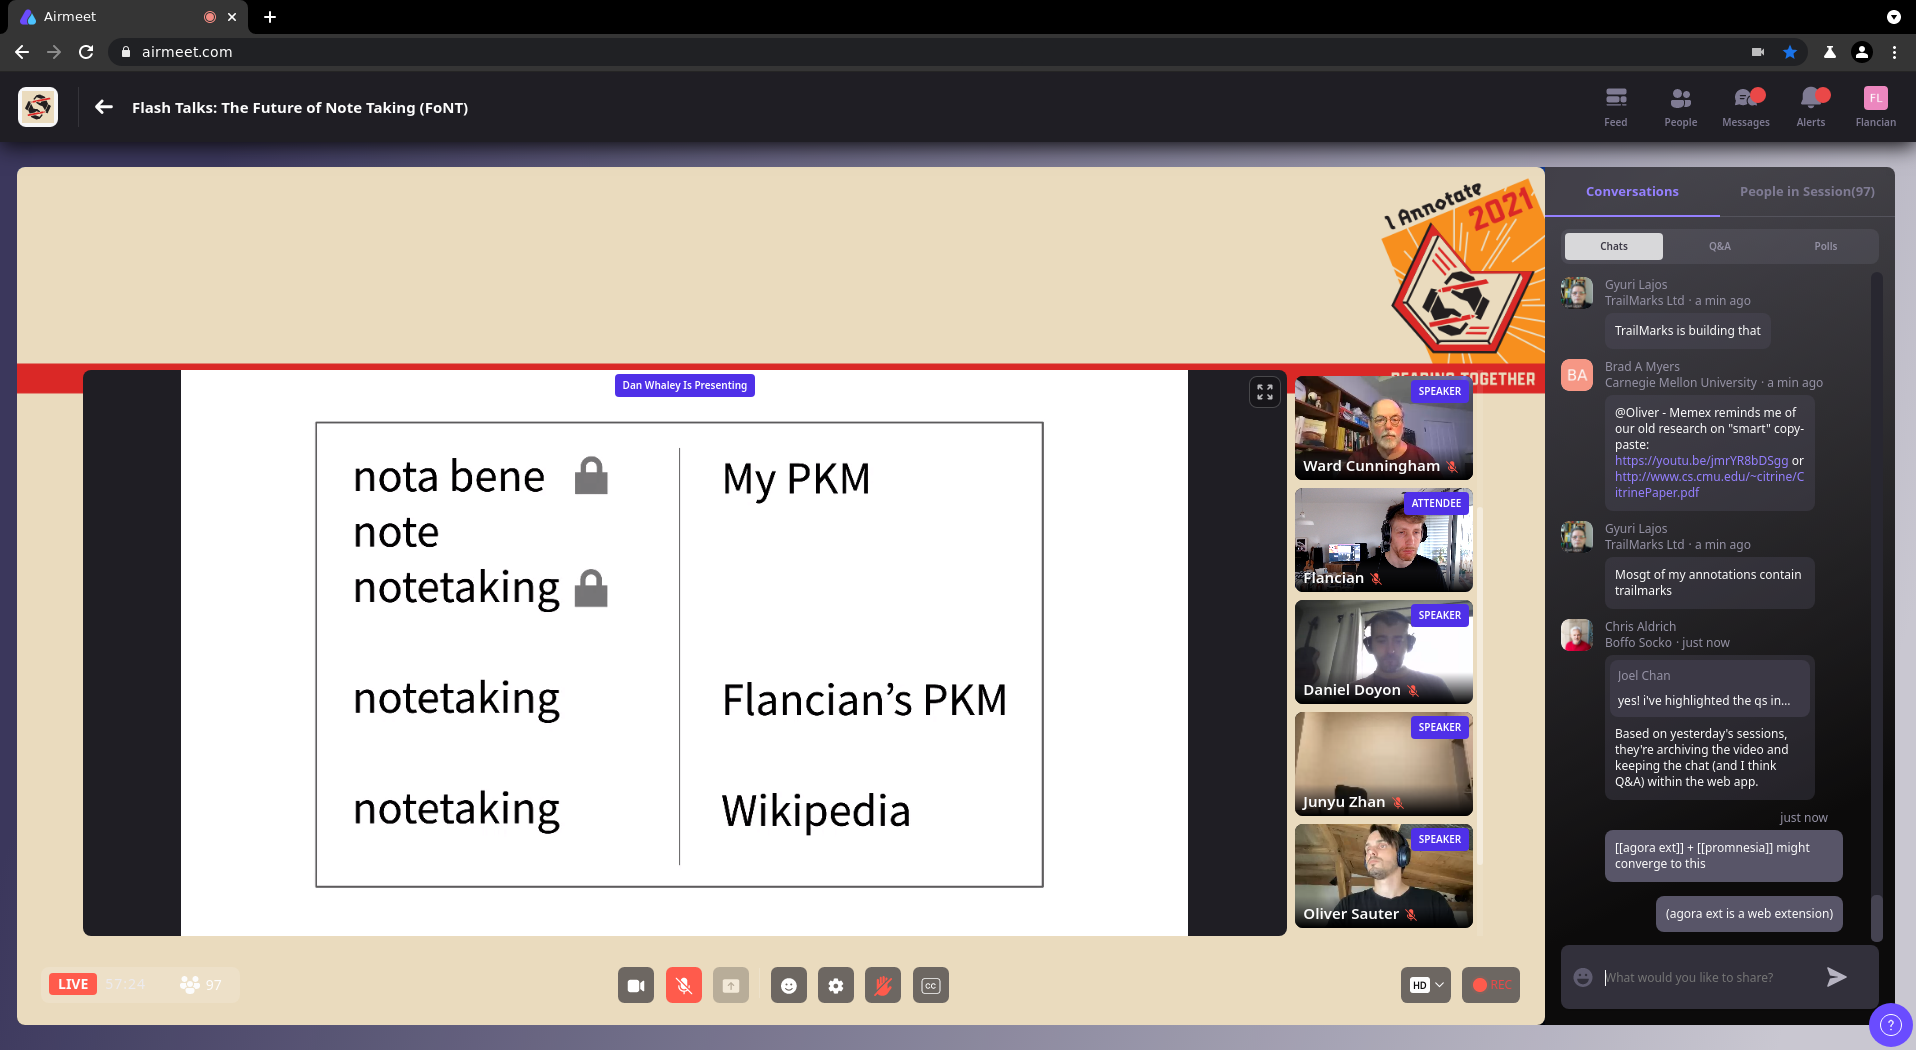 Airmeet
airmeet.com
Flash Talks: The Future of Note Taking (FoNT)
Feed
People
Messages
Alerts
FL
Flancian
I Annotate
2021
READING TOGETHER
Dan Whaley Is Presenting
nota bene
My PKM
note
notetaking
notetaking
Flancian’s PKM
notetaking
Wikipedia
SPEAKER
Ward Cunningham
ATTENDEE
Flancian
SPEAKER
Daniel Doyon
SPEAKER
Junyu Zhan
SPEAKER
Oliver Sauter
LIVE
57:24
97
CC
HD
REC
Conversations
People in Session(97)
Chats
Q&A
Polls
Gyuri Lajos
TrailMarks Ltd · a min ago
TrailMarks is building that
BA
Brad A Myers
Carnegie Mellon University · a min ago
@Oliver - Memex reminds me of
our old research on "smart" copy-
paste:
https://youtu.be/jmrYR8bDSgg or
http://www.cs.cmu.edu/~citrine/C
itrinePaper.pdf
Gyuri Lajos
TrailMarks Ltd · a min ago
Mosgt of my annotations contain
trailmarks
Chris Aldrich
Boffo Socko · just now
Joel Chan
yes! i've highlighted the qs in...
Based on yesterday's sessions,
they're archiving the video and
keeping the chat (and I think
Q&A) within the web app.
just now
[[agora ext]] + [[promnesia]] might
converge to this
(agora ext is a web extension)
What would you like to share?